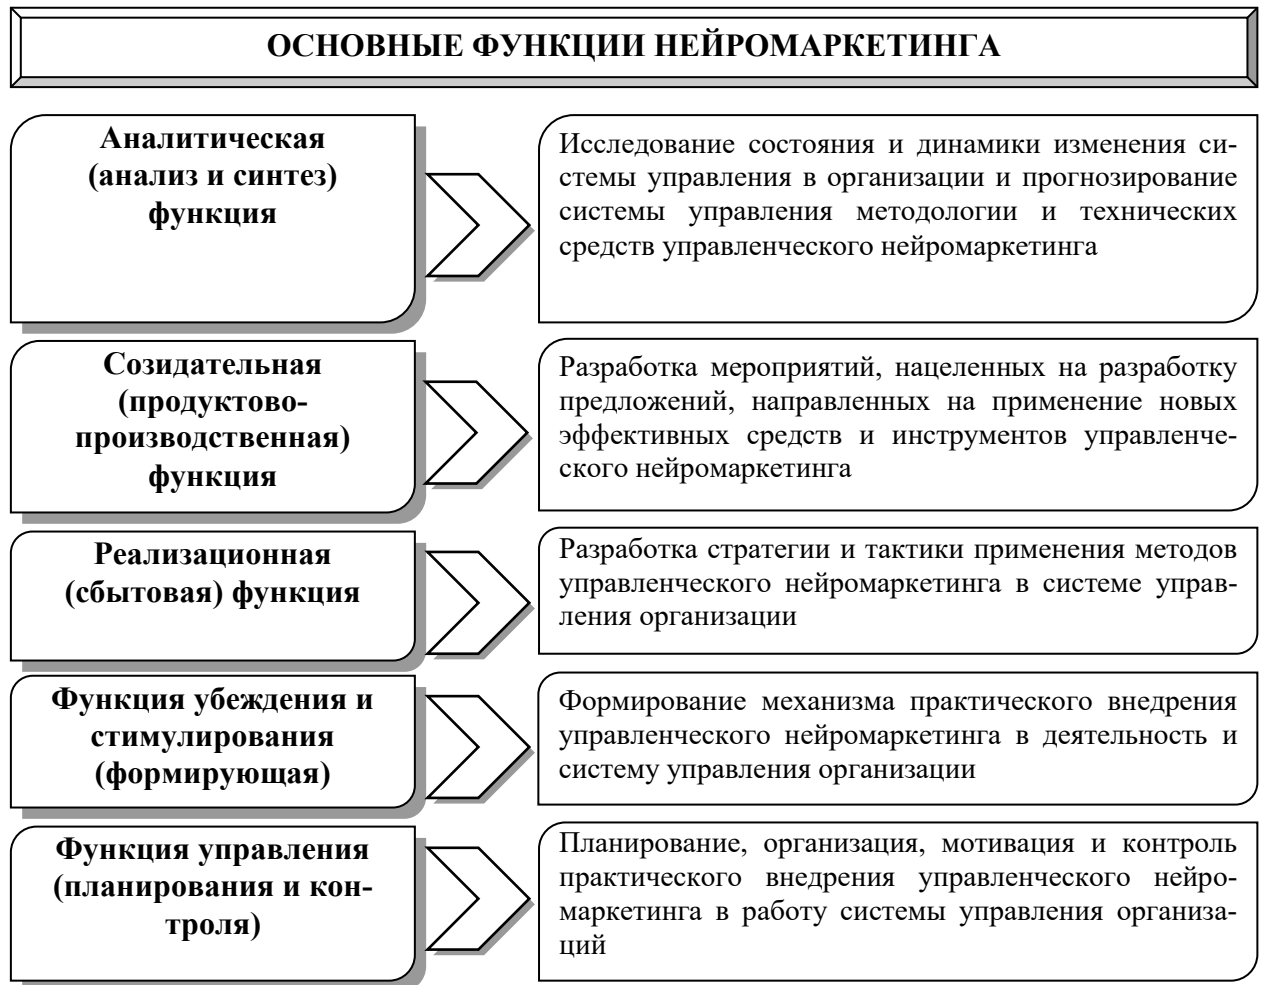 ОСНОВНЫЕ ФУНКЦИИ НЕЙРОМАРКЕТИНГА
Аналитическая
(анализ и синтез)
функция
Исследование состояния и динамики изменения си-
стемы управления в организации и прогнозирование
системы управления методологии и технических
средств управленческого нейромаркетинга
Созидательная
(продуктово-
производственная)
функция
Разработка мероприятий, нацеленных на разработку
предложений, направленных на применение новых
эффективных средств и инструментов управленче-
ского нейромаркетинга
Реализационная
(сбытовая) функция
Разработка стратегии и тактики применения методов
управленческого нейромаркетинга в системе управ-
ления организации
Функция убеждения и
стимулирования
(формирующая)
Формирование механизма практического внедрения
управленческого нейромаркетинга в деятельность и
систему управления организации
Функция управления
(планирования и кон-
троля)
Планирование, организация, мотивация и контроль
практического внедрения управленческого нейро-
маркетинга в работу системы управления организа-
ций